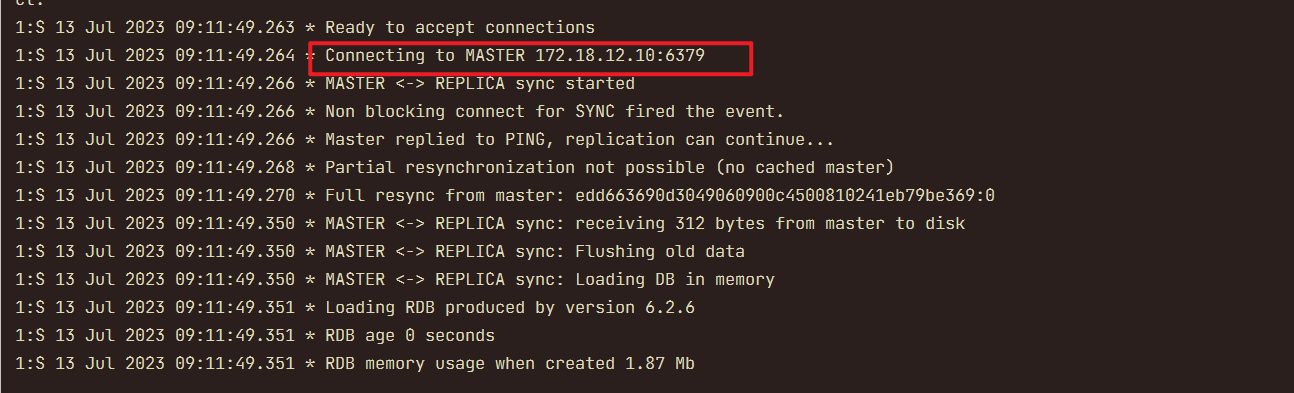 1:S 13 Jul 2023 09:11:49.263 * Ready to accept connections
1:S 13 Jul 2023 09:11:49.264 * Connecting to MASTER 172.18.12.10:6379
1:S 13 Jul 2023 09:11:49.266 * MASTER <-> REPLICA sync started
1:S 13 Jul 2023 09:11:49.266 * Non blocking connect for SYNC fired the event.
1:S 13 Jul 2023 09:11:49.266 * Master replied to PING, replication can continue...
1:S 13 Jul 2023 09:11:49.268 * Partial resynchronization not possible (no cached master)
1:S 13 Jul 2023 09:11:49.270 * Full resync from master: edd663690d3049060900c4500810241eb79be369:0
1:S 13 Jul 2023 09:11:49.350 * MASTER <-> REPLICA sync: receiving 312 bytes from master to disk
1:S 13 Jul 2023 09:11:49.350 * MASTER <-> REPLICA sync: Flushing old data
1:S 13 Jul 2023 09:11:49.350 * MASTER <-> REPLICA sync: Loading DB in memory
1:S 13 Jul 2023 09:11:49.351 * Loading RDB produced by version 6.2.6
1:S 13 Jul 2023 09:11:49.351 * RDB age 0 seconds
1:S 13 Jul 2023 09:11:49.351 * RDB memory usage when created 1.87 Mb